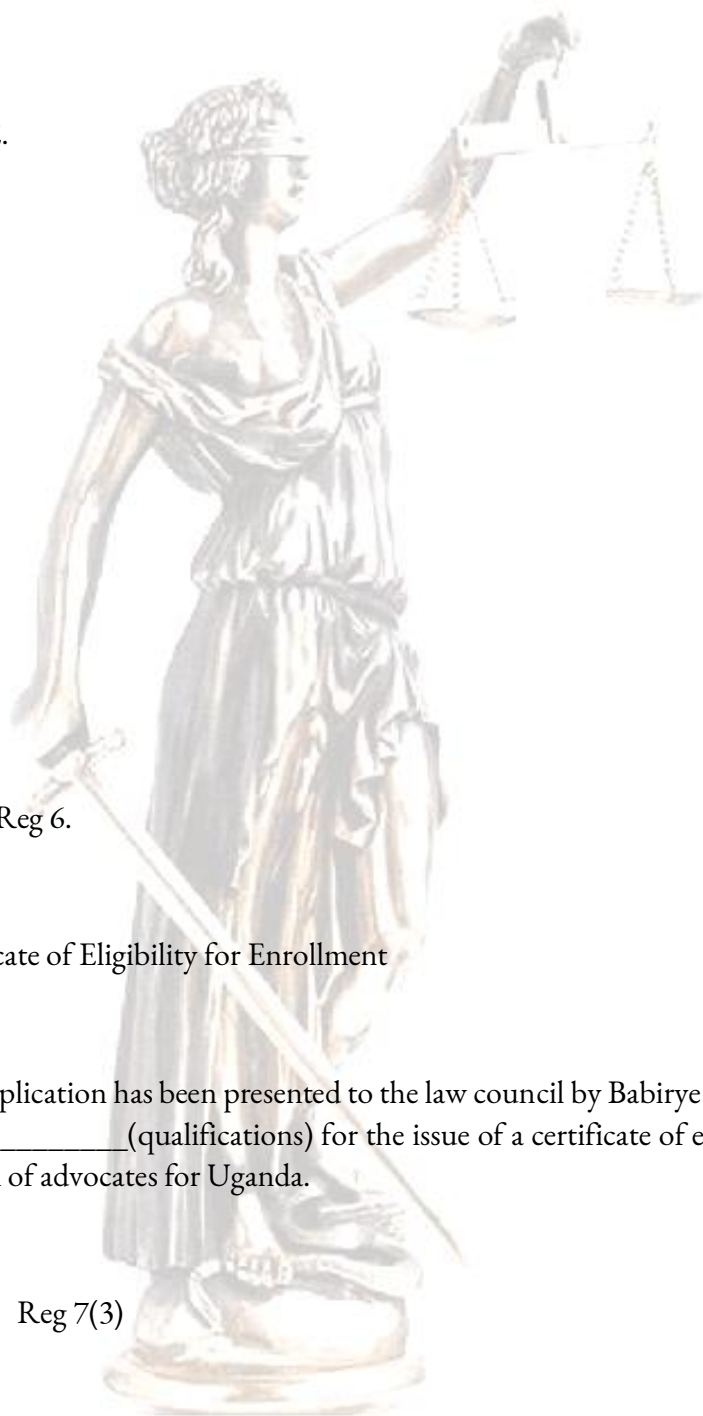 Reg 6.
cate of Eligibility for Enrollment
plication has been presented to the law council by Babirye
________(qualifications) for the issue of a certificate of e
of advocates for Uganda.
Reg 7(3)